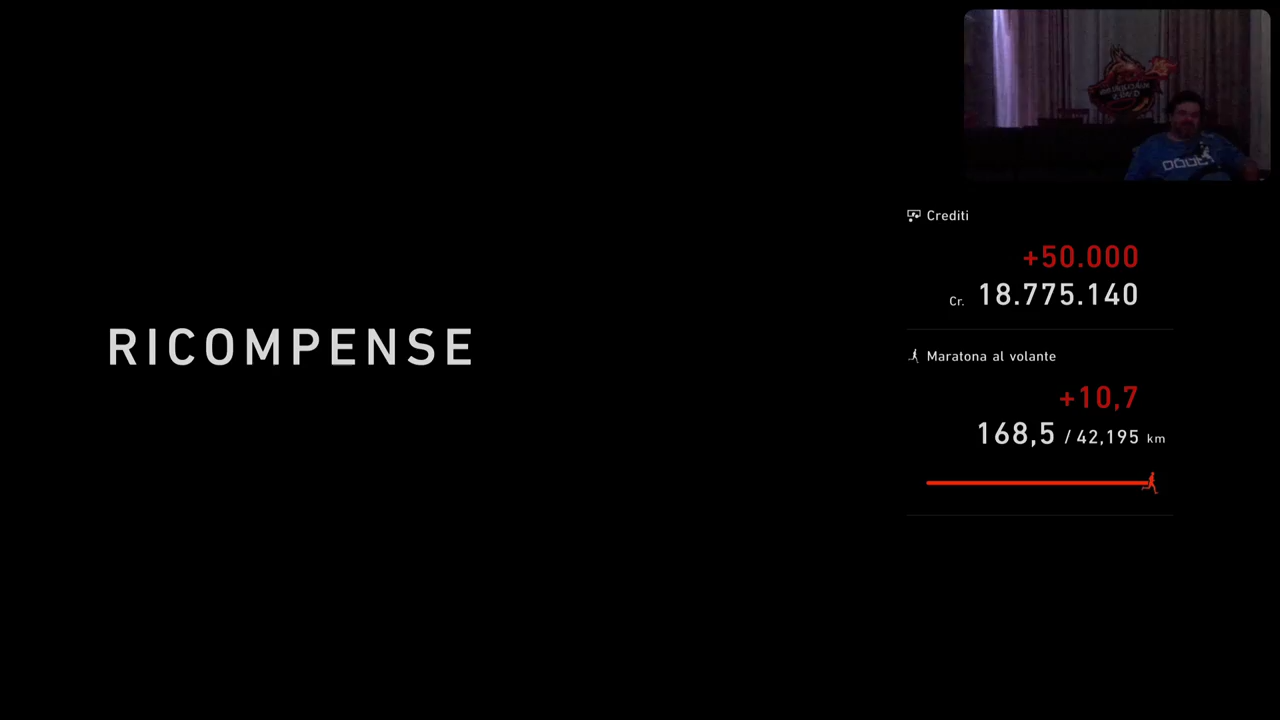 RICOMPENSE
Crediti
+50.000
Cr. 18.775.140
Maratona al volante
+10,7
168,5 / 42,195 km